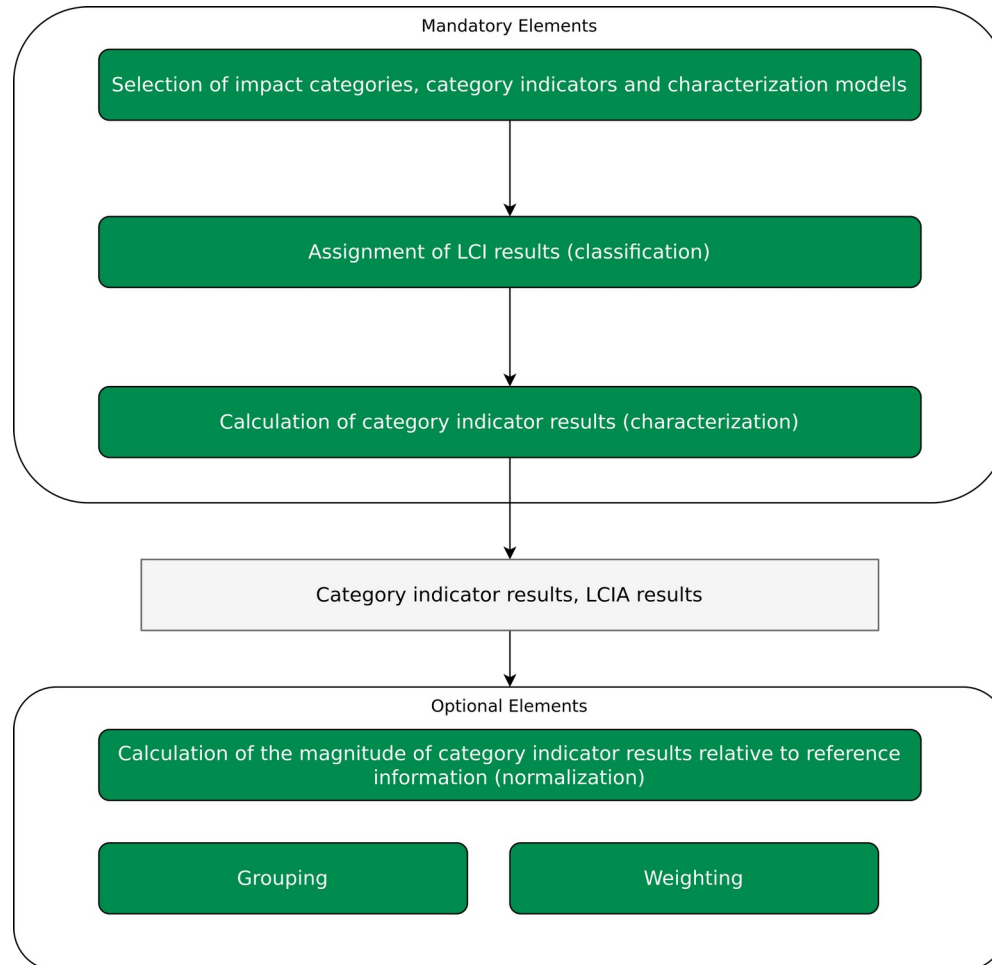 Mandatory Elements
Selection of impact categories, category indicators and characterization models
Assignment of LCI results (classification)
Calculation of category indicator results (characterization)
Category indicator results, LCIA results
Optional Elements
Calculation of the magnitude of category indicator results relative to reference
information (normalization)
Grouping
Weighting